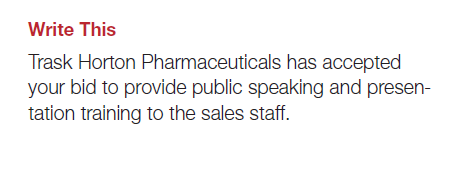 Write This
Trask Horton Pharmaceuticals has accepted
your bid to provide public speaking and presen-
tation training to the sales staff.